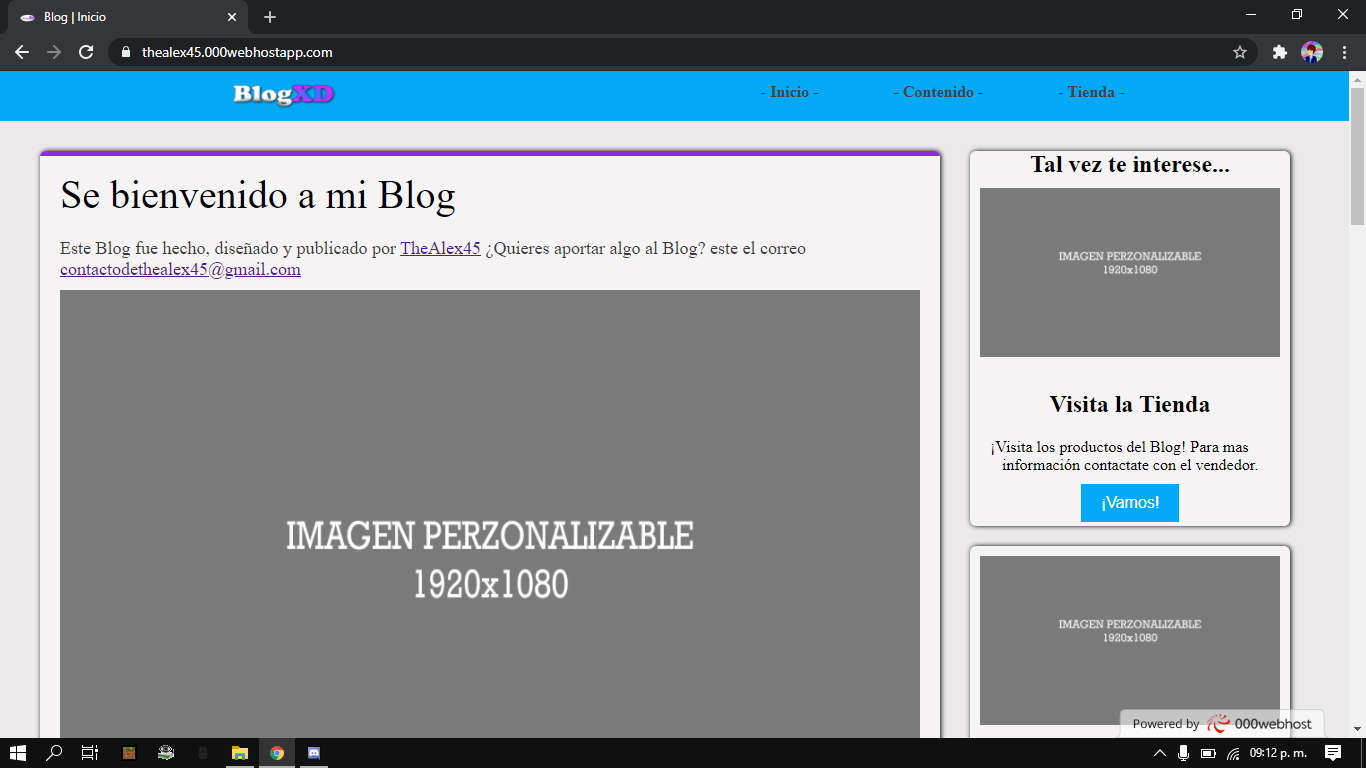 Blog | Inicio
thealex45.000webhostapp.com
BlogXD
- Inicio -
- Contenido -
- Tienda -
Se bienvenido a mi Blog
Este Blog fue hecho, diseñado y publicado por TheAlex45 ¿Quieres aportar algo al Blog? este el correo
contactodethealex45@gmail.com
IMAGEN PERZONALIZABLE
1920x1080
Tal vez te interese...
IMAGEN PERZONALIZABLE
1920x1080
Visita la Tienda
¡Visita los productos del Blog! Para mas
información contactate con el vendedor.
¡Vamos!
IMAGEN PERZONALIZABLE
1920x1080
Powered by 000webhost
09:12 p. m.